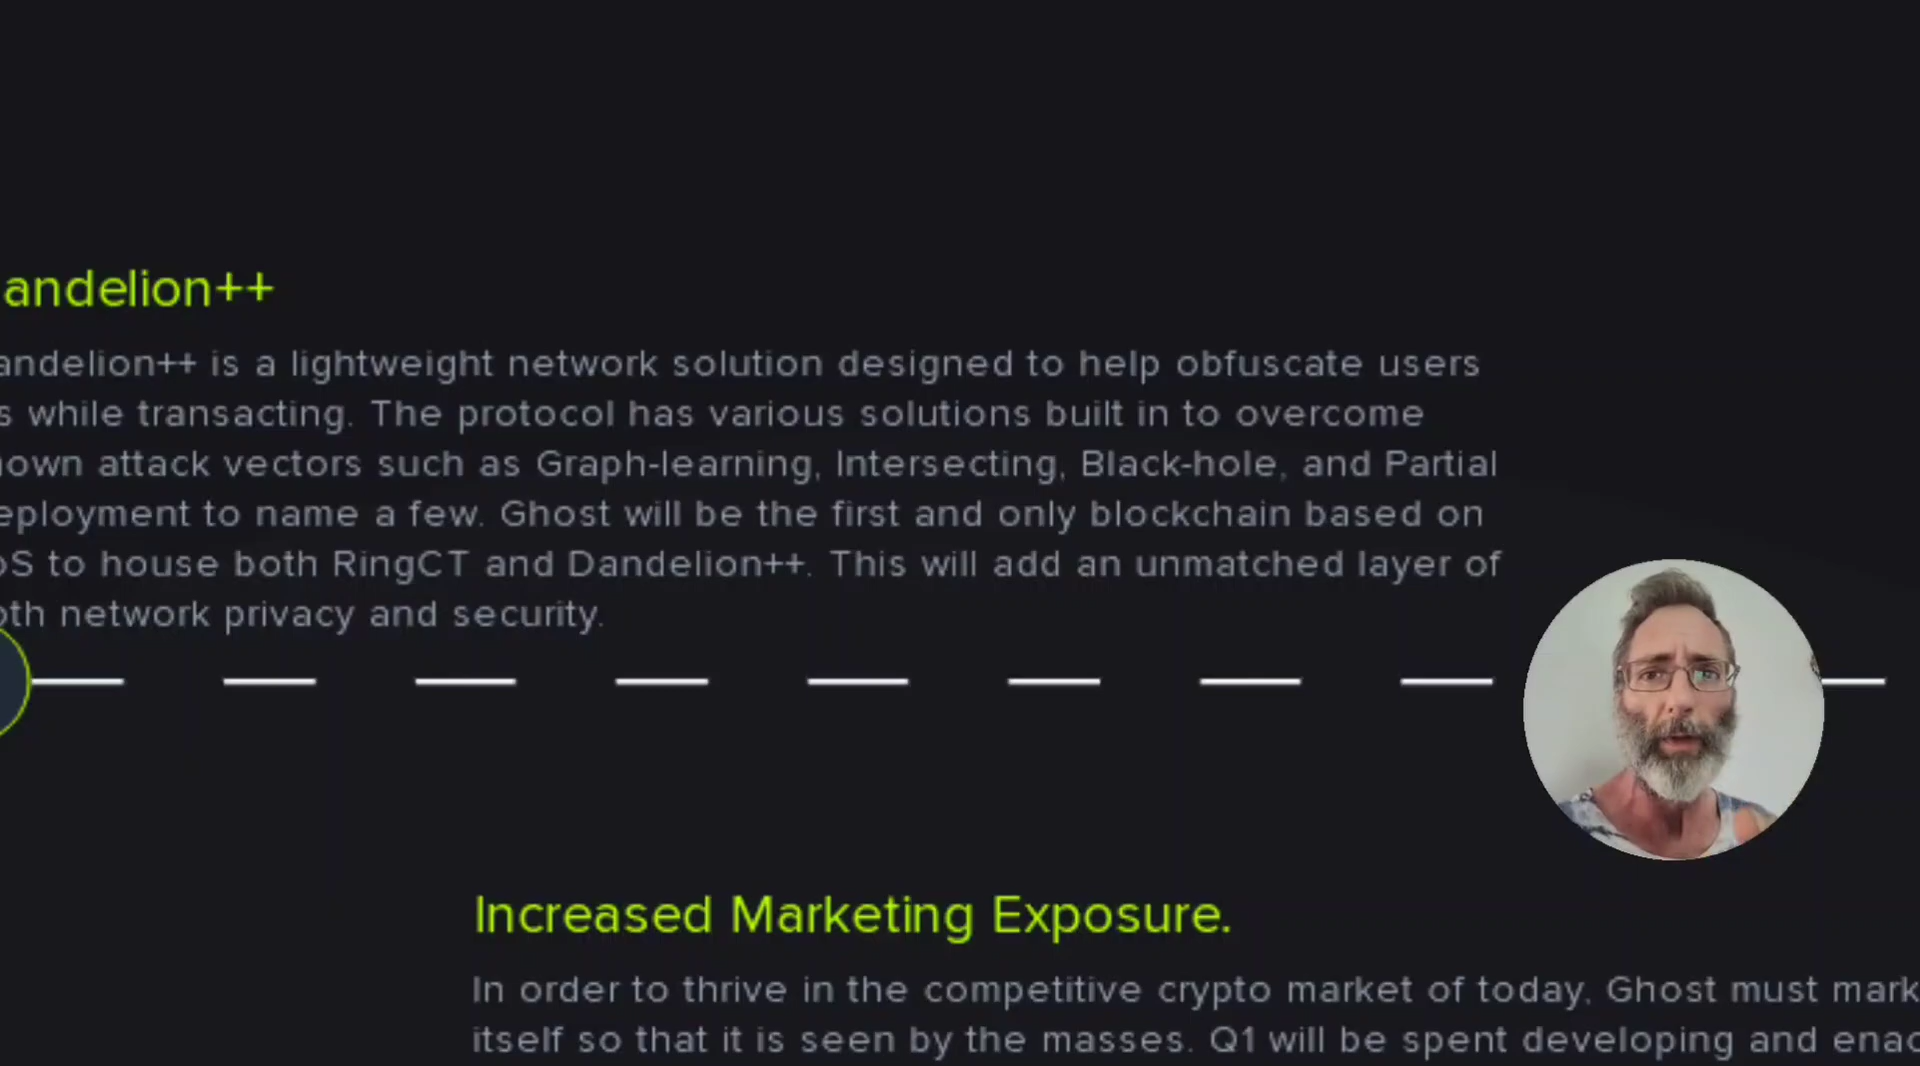 andelion++
andelion++ is a lightweight network solution designed to help obfuscate users
s while transacting. The protocol has various solutions built in to overcome
own attack vectors such as Graph-learning, Intersecting, Black-hole, and Partial
eployment to name a few. Ghost will be the first and only blockchain based on
oS to house both RingCT and Dandelion++. This will add an unmatched layer of
oth network privacy and security.
Increased Marketing Exposure.
In order to thrive in the competitive crypto market of today, Ghost must mark
itself so that it is seen by the masses. Q1 will be spent developing and enac